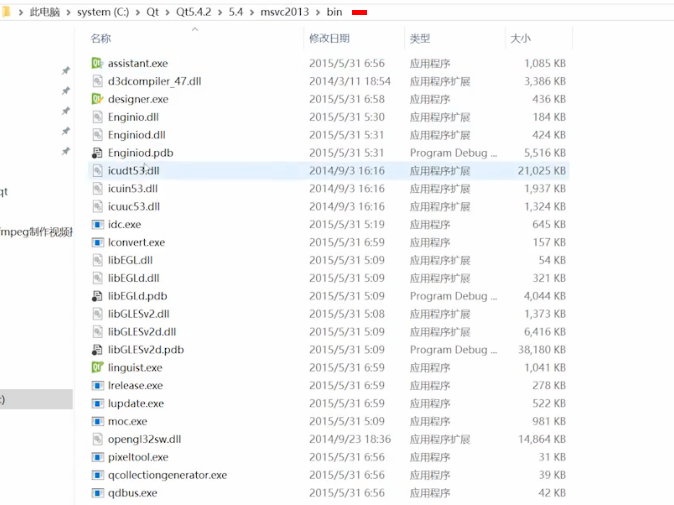 此电脑 > system (C:) > Qt > Qt5.4.2 > 5.4 > msvc2013 > bin
名称 修改日期 类型 大小
assistant.exe 2015/5/31 6:56 应用程序 1,085 KB
d3dcompiler_47.dll 2014/3/11 18:54 应用程序扩展 3,386 KB
designer.exe 2015/5/31 6:58 应用程序 436 KB
Enginio.dll 2015/5/31 5:30 应用程序扩展 184 KB
Enginiod.dll 2015/5/31 5:31 应用程序扩展 424 KB
Enginiod.pdb 2015/5/31 5:31 Program Debug ... 5,516 KB
icudt53.dll 2014/9/3 16:16 应用程序扩展 21,025 KB
icuin53.dll 2014/9/3 16:16 应用程序扩展 1,937 KB
qt
icuuc53.dll 2014/9/3 16:16 应用程序扩展 1,324 KB
idc.exe 2015/5/31 5:19 应用程序 645 KB
mpeg制作视频
lconvert.exe 2015/5/31 6:59 应用程序 157 KB
libEGL.dll 2015/5/31 5:09 应用程序扩展 54 KB
libEGLd.dll 2015/5/31 5:09 应用程序扩展 321 KB
libEGLd.pdb 2015/5/31 5:09 Program Debug ... 4,044 KB
libGLESv2.dll 2015/5/31 5:08 应用程序扩展 1,373 KB
libGLESv2d.dll 2015/5/31 5:09 应用程序扩展 6,416 KB
libGLESv2d.pdb 2015/5/31 5:09 Program Debug ... 38,180 KB
linguist.exe 2015/5/31 6:59 应用程序 1,041 KB
lrelease.exe 2015/5/31 6:59 应用程序 278 KB
:)
lupdate.exe 2015/5/31 6:59 应用程序 522 KB
moc.exe 2015/5/31 5:09 应用程序 981 KB
opengl32sw.dll 2014/9/23 18:36 应用程序扩展 14,864 KB
pixeltool.exe 2015/5/31 6:56 应用程序 31 KB
qcollectiongenerator.exe 2015/5/31 6:56 应用程序 39 KB
qdbus.exe 2015/5/31 6:56 应用程序 42 KB